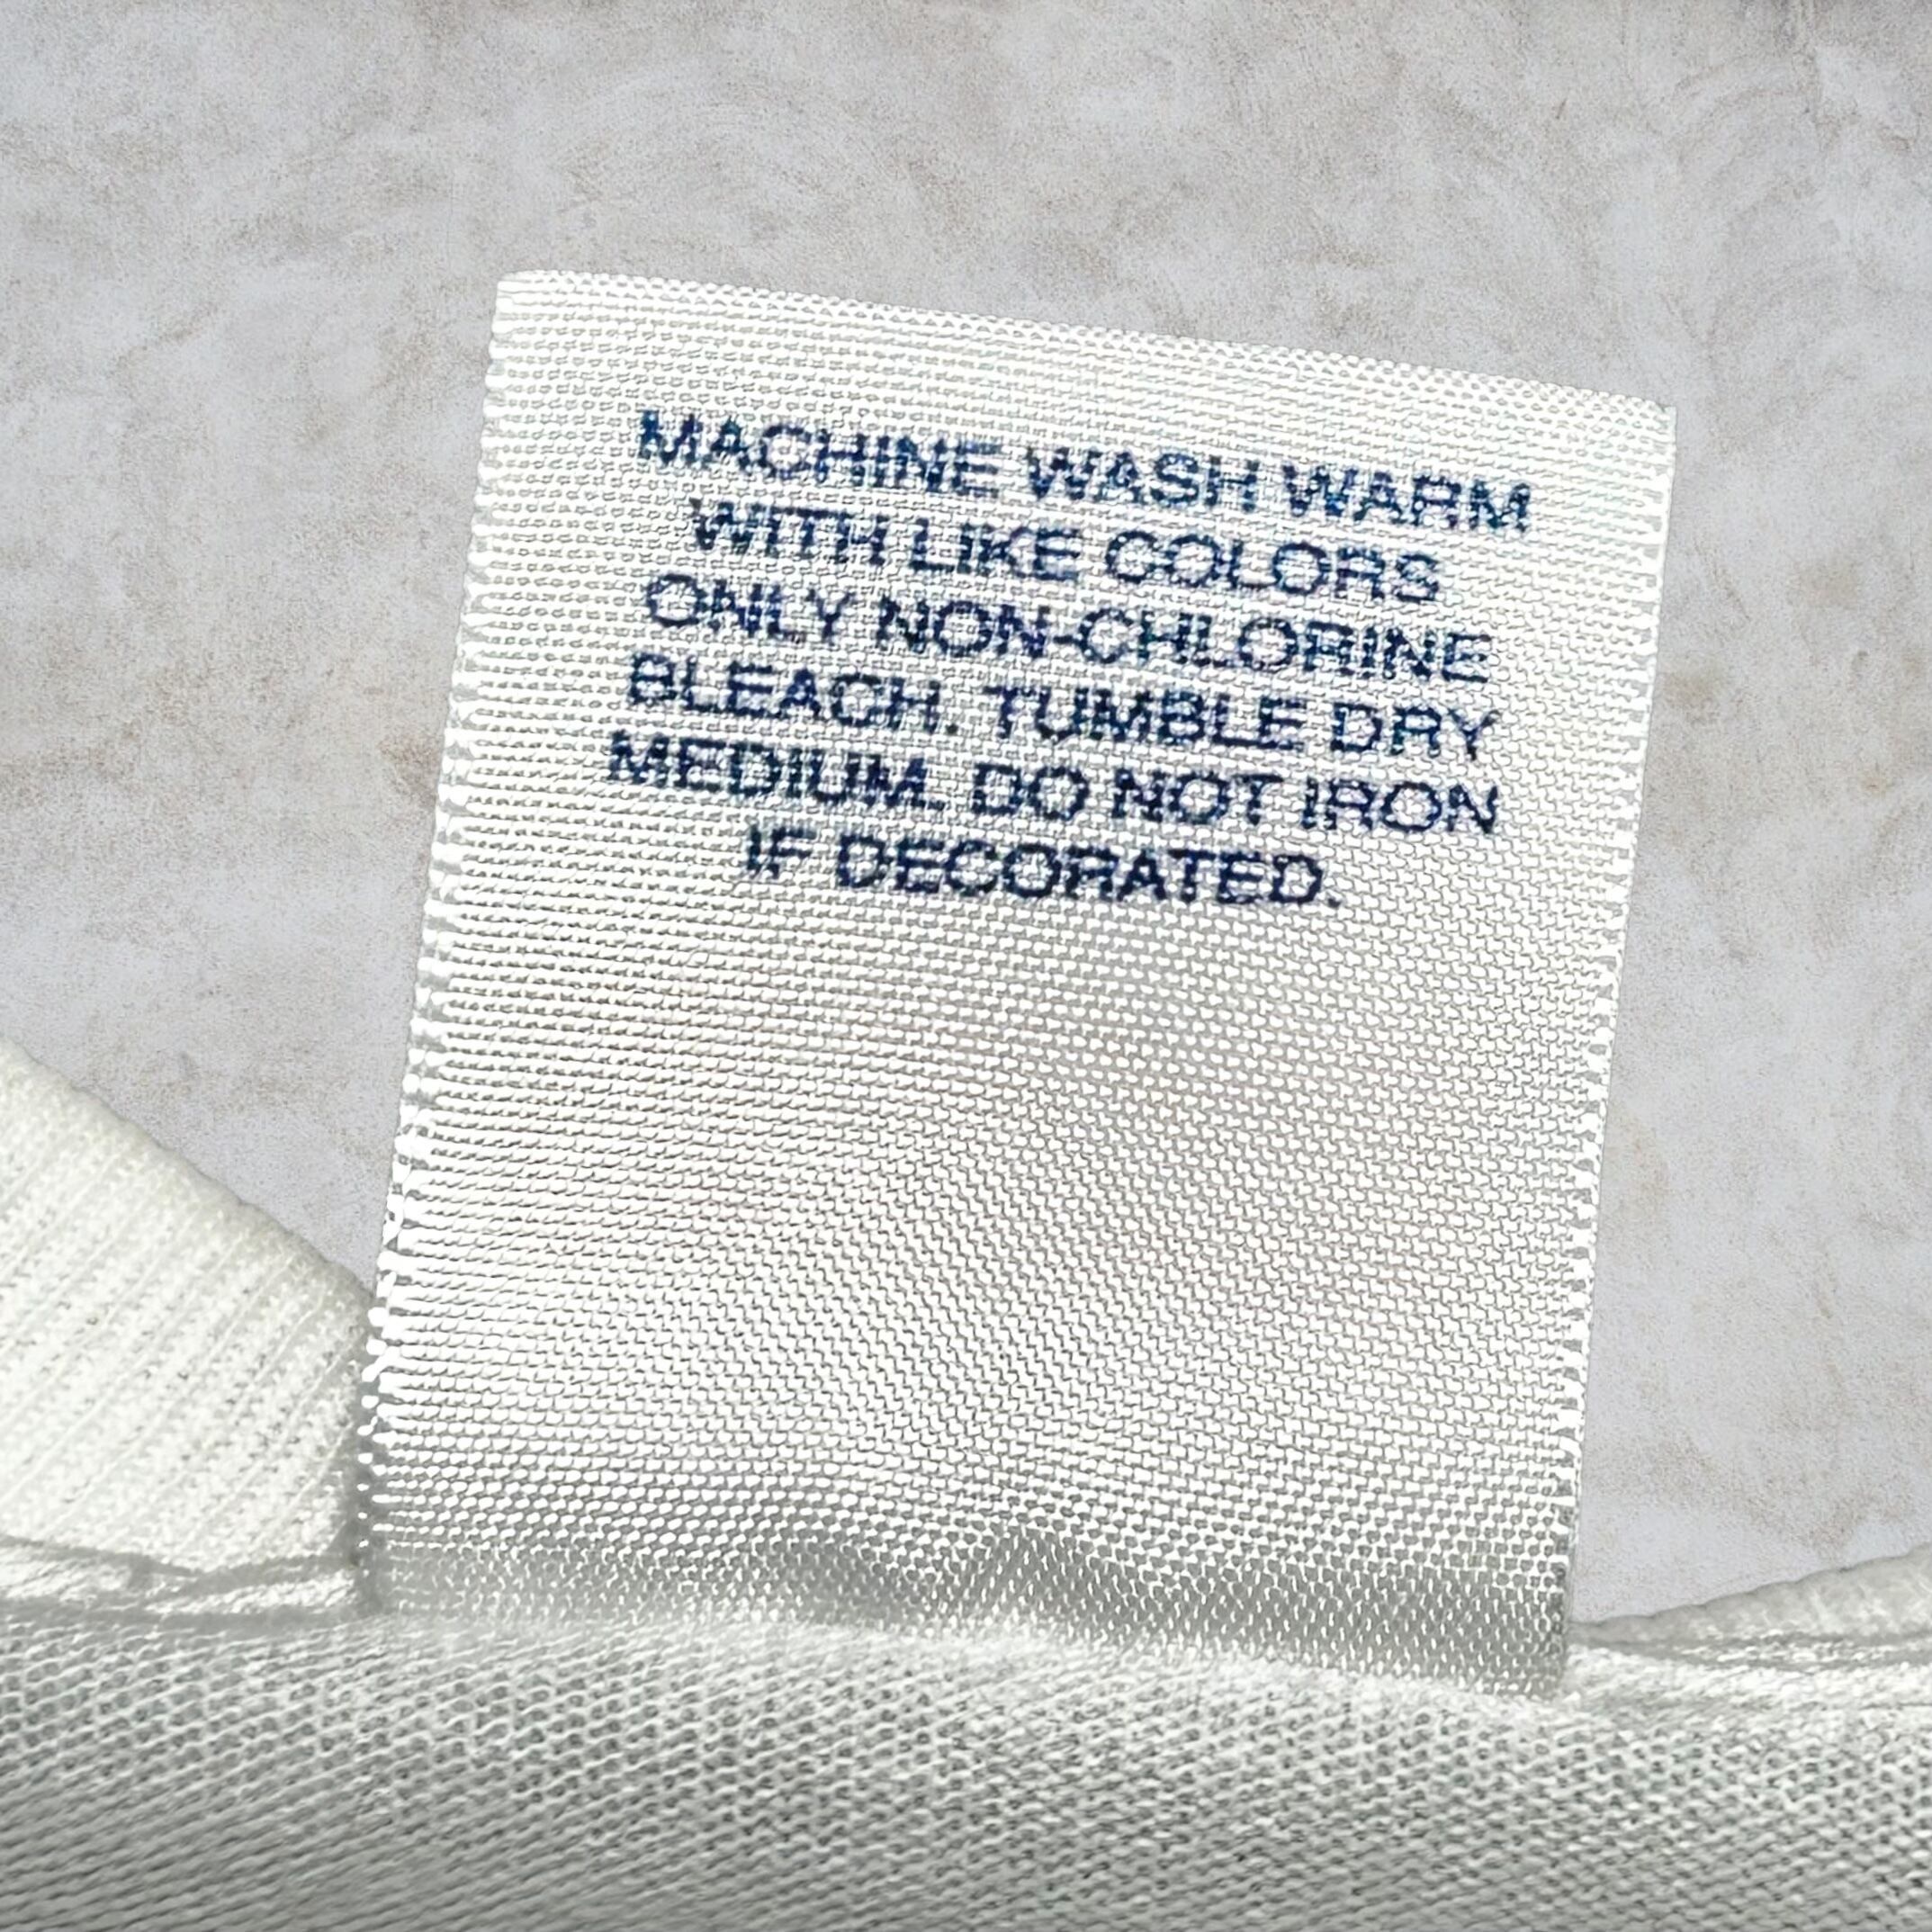 MACHINE WASH WARM
WITH LIKE COLORS
ONLY NON-CHLORINE
BLEACH. TUMBLE DRY
MEDIUM. DO NOT IRON
IF DECORATED.